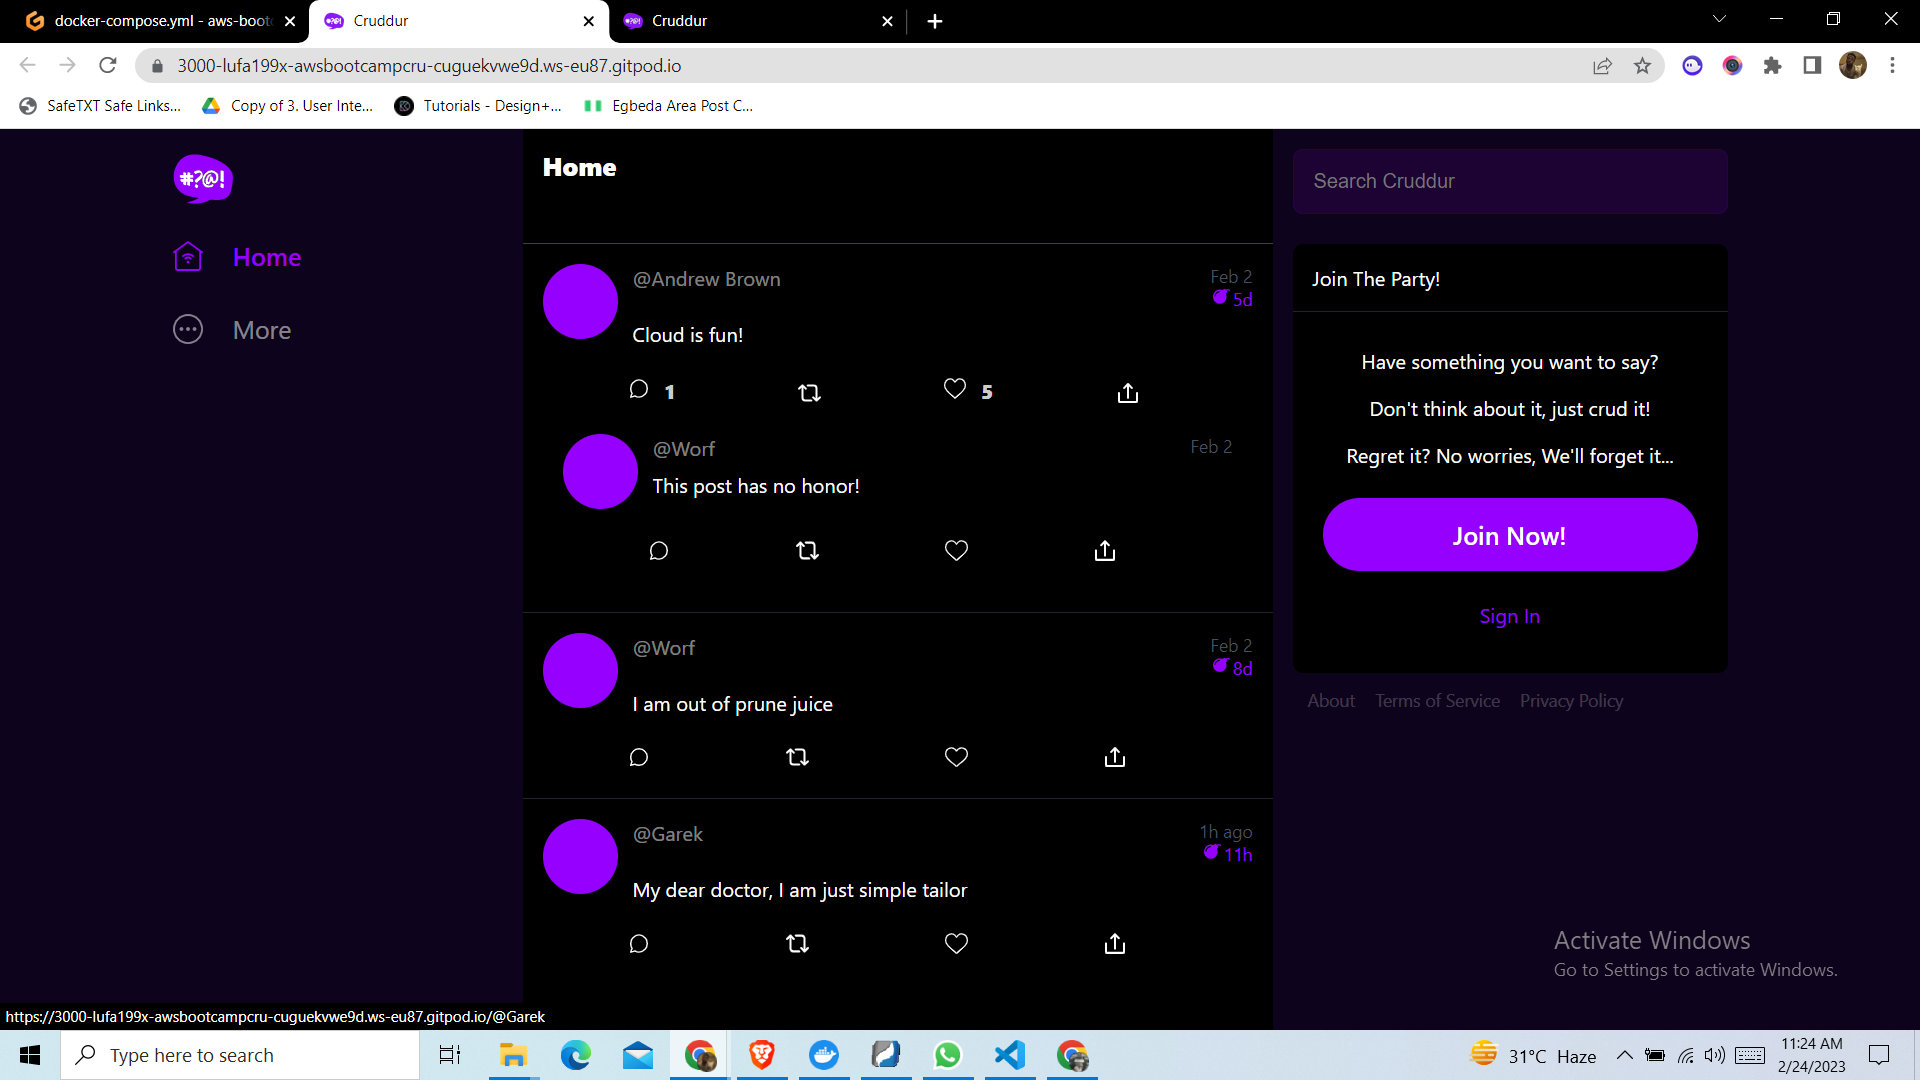 docker-compose.yml - aws-boot
Cruddur
Cruddur
3000-lufa199x-awsbootcampcru-cuguekvwe9d.ws-eu87.gitpod.io
SafeTXT Safe Links...
Copy of 3. User Inte...
Tutorials - Design+...
Egbeda Area Post C...
#?@!
Home
More
Home
@Andrew Brown
Feb 2
5d
Cloud is fun!
1
5
@Worf
Feb 2
This post has no honor!
@Worf
Feb 2
8d
I am out of prune juice
@Garek
1h ago
11h
My dear doctor, I am just simple tailor
Search Cruddur
Join The Party!
Have something you want to say?
Don't think about it, just crud it!
Regret it? No worries, We'll forget it...
Join Now!
Sign In
About Terms of Service Privacy Policy
Activate Windows
Go to Settings to activate Windows.
https://3000-lufa199x-awsbootcampcru-cuguekvwe9d.ws-eu87.gitpod.io/@Garek
Type here to search
31°C Haze
11:24 AM
2/24/2023